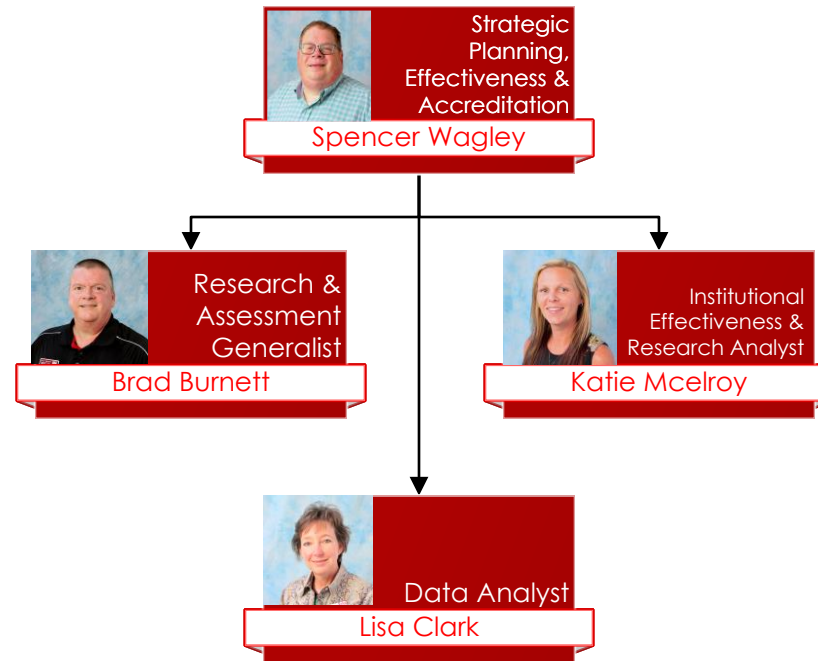 Strategic
Planning,
Effectiveness &
Accreditation
Spencer Wagley
Research &
Assessment
Generalist
Brad Burnett
Institutional
Effectiveness &
Research Analyst
Katie Mcelroy
Data Analyst
Lisa Clark